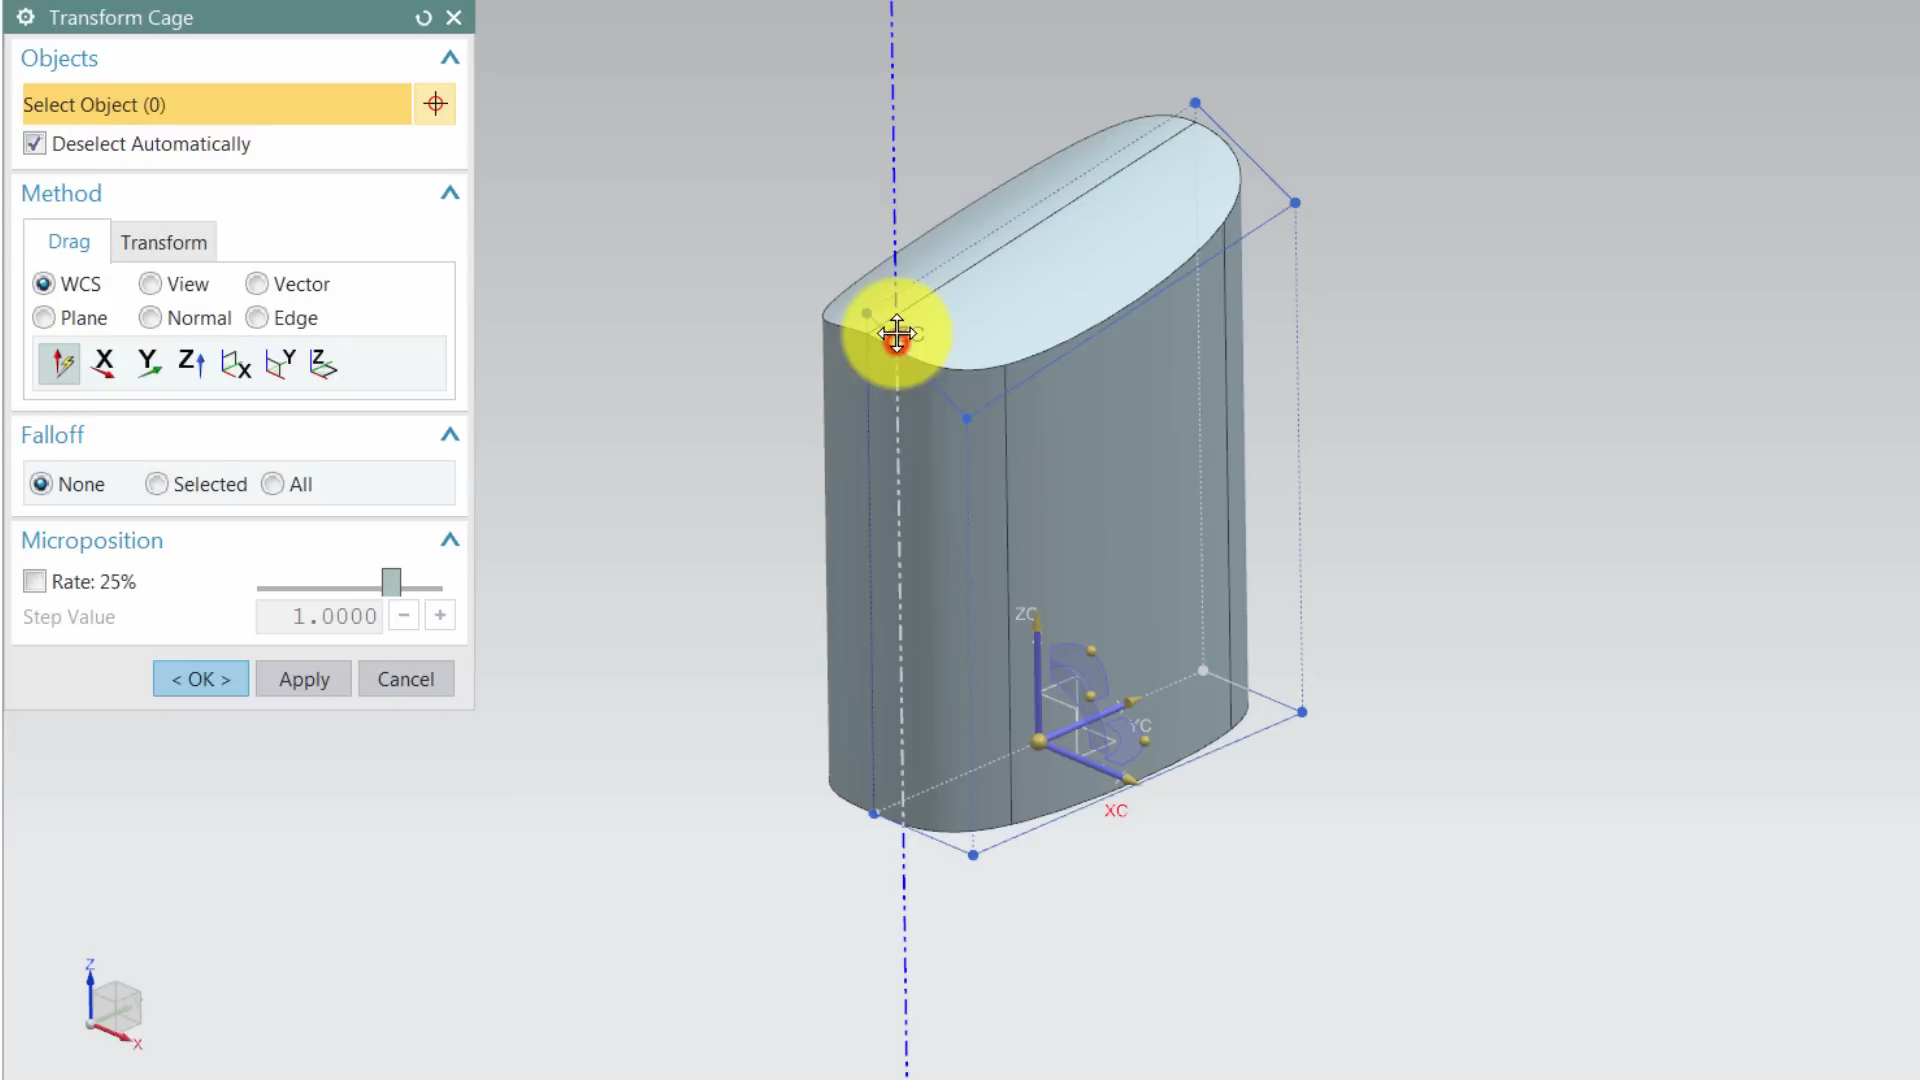 Transform Cage
Objects
Select Object (0)
Deselect Automatically
Method
Drag Transform
WCS View Vector
Plane Normal Edge
X Y Z X Y Z
Falloff
None Selected All
Microposition
Rate: 25%
Step Value 1.0000 - +
< OK > Apply Cancel
ZC
YC
XC
Z
X